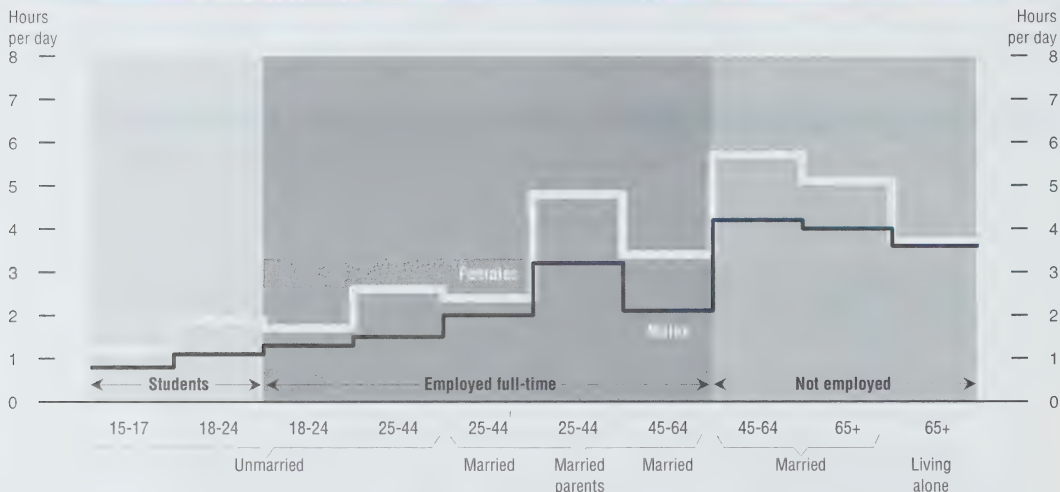 Hours
per day
Hours
per day
8
8
7
7
6
6
5
5
4
4
3
Females
3
2
Males
2
1
1
Students
Employed full-time
Not employed
0
0
15-17
18-24
18-24
25-44
25-44
25-44
45-64
45-64
65+
65+
Unmarried
Married
Married
parents
Married
Married
Living
alone